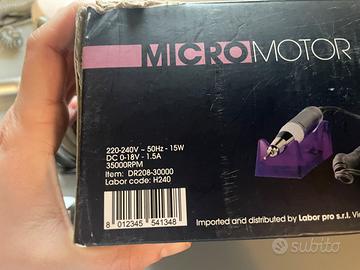 MICROMOTOR
220-240V ~ 50Hz - 15W
DC 0-18V - 1.5A
35000RPM
Item: DR208-30000
Labor code: H240
8 012345 541348
Imported and distributed by Labor pro s.r.l. Vi
subito